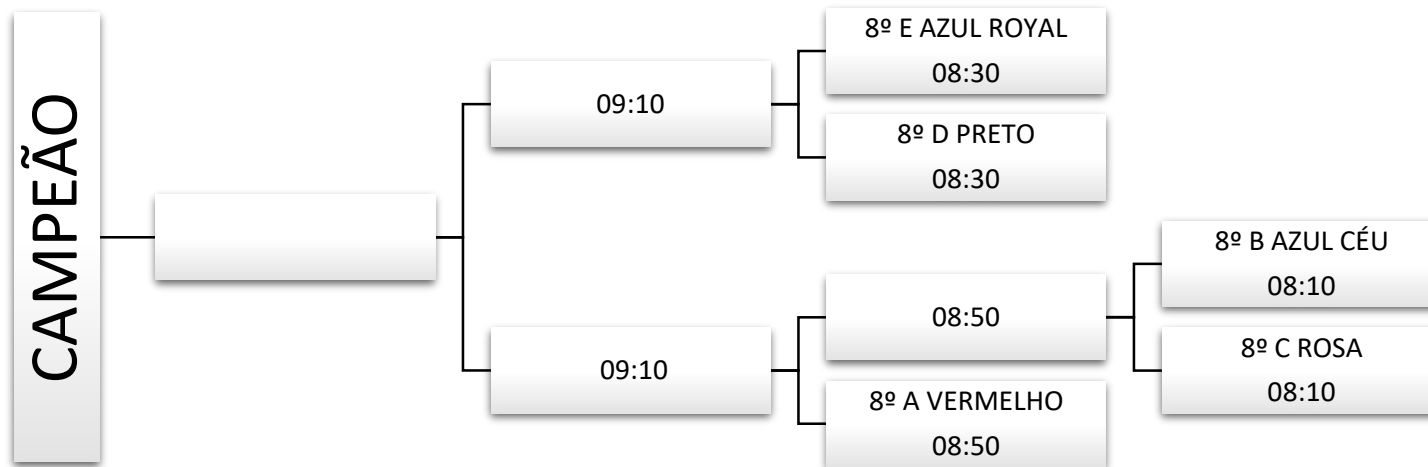 CAMPEÃO
09:10
8º E AZUL ROYAL
08:30
8º D PRETO
08:30
09:10
08:50
8º B AZUL CÉU
08:10
8º C ROSA
08:10
8º A VERMELHO
08:50